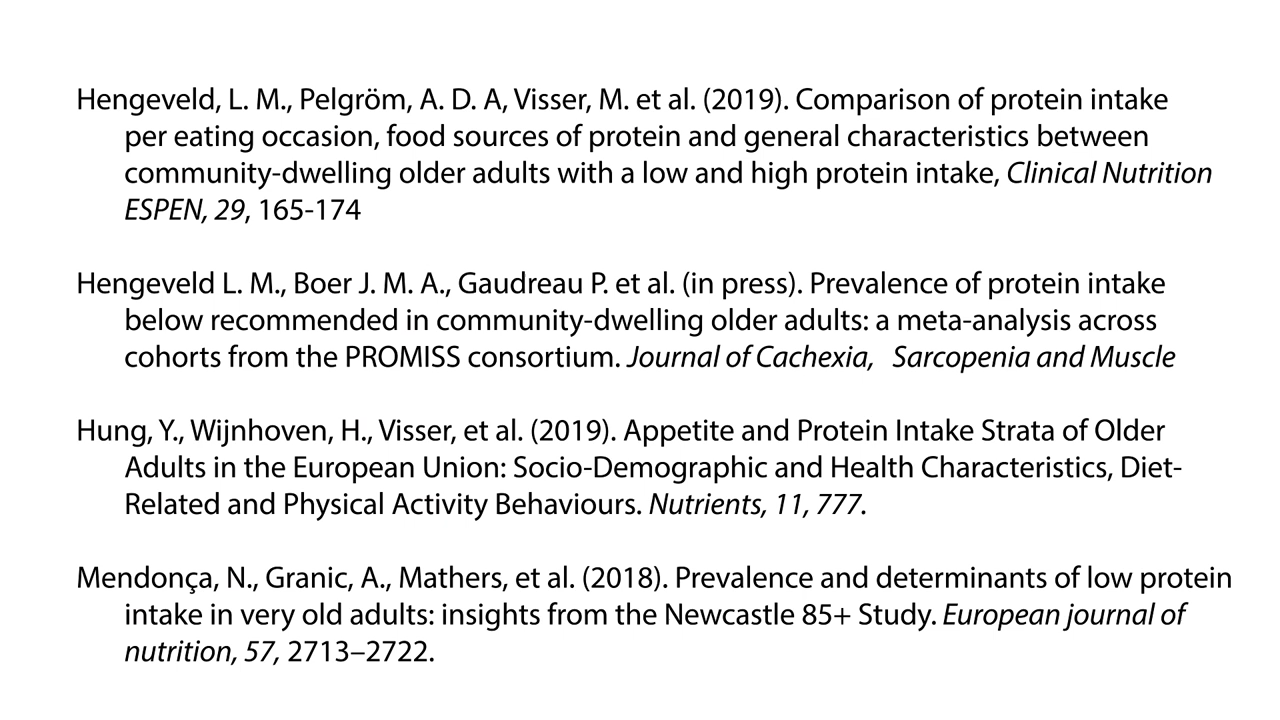 Hengeveld, L. M., Pelgröm, A. D. A, Visser, M. et al. (2019). Comparison of protein intake
per eating occasion, food sources of protein and general characteristics between
community-dwelling older adults with a low and high protein intake, Clinical Nutrition
ESPEN, 29, 165-174
Hengeveld L. M., Boer J. M. A., Gaudreau P. et al. (in press). Prevalence of protein intake
below recommended in community-dwelling older adults: a meta-analysis across
cohorts from the PROMISS consortium. Journal of Cachexia,   Sarcopenia and Muscle
Hung, Y., Wijnhoven, H., Visser, et al. (2019). Appetite and Protein Intake Strata of Older
Adults in the European Union: Socio-Demographic and Health Characteristics, Diet-
Related and Physical Activity Behaviours. Nutrients, 11, 777.
Mendonça, N., Granic, A., Mathers, et al. (2018). Prevalence and determinants of low protein
intake in very old adults: insights from the Newcastle 85+ Study. European journal of
nutrition, 57, 2713–2722.